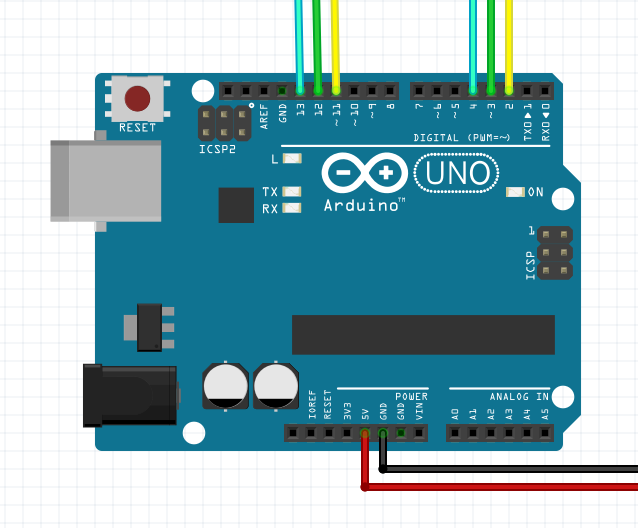 RESET
ICSP2
AREF
GND
13
12
~11
~10
~9
8
7
~6
~5
4
~3
2
TX0▶1
RX0◀0
DIGITAL (PWM=~)
L
TX
RX
UNO
ON
Arduino™
1
ICSP
IOREF
RESET
3V3
5V
GND
GND
VIN
POWER
ANALOG IN
A0
A1
A2
A3
A4
A5